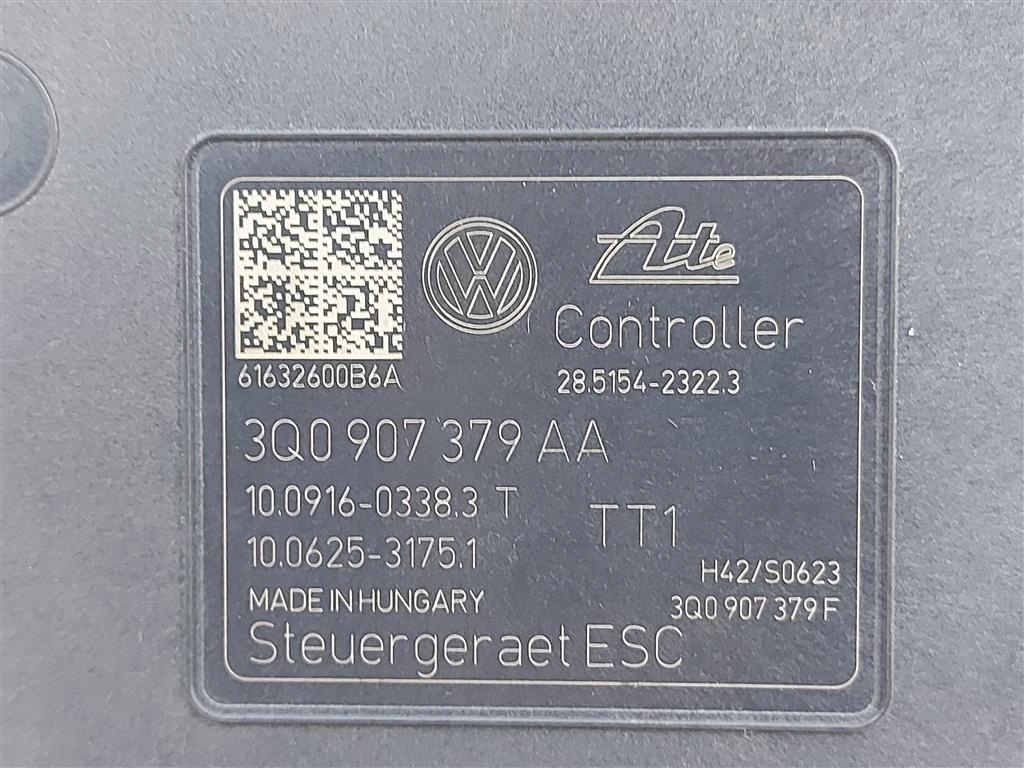 Ate
Controller
61632600B6A
28.5154-2322.3
3Q0 907 379 AA
10.0916-0338.3 T
TT1
10.0625-3175.1
H42/S0623
MADE IN HUNGARY
3Q0 907 379 F
Steuergeraet ESC